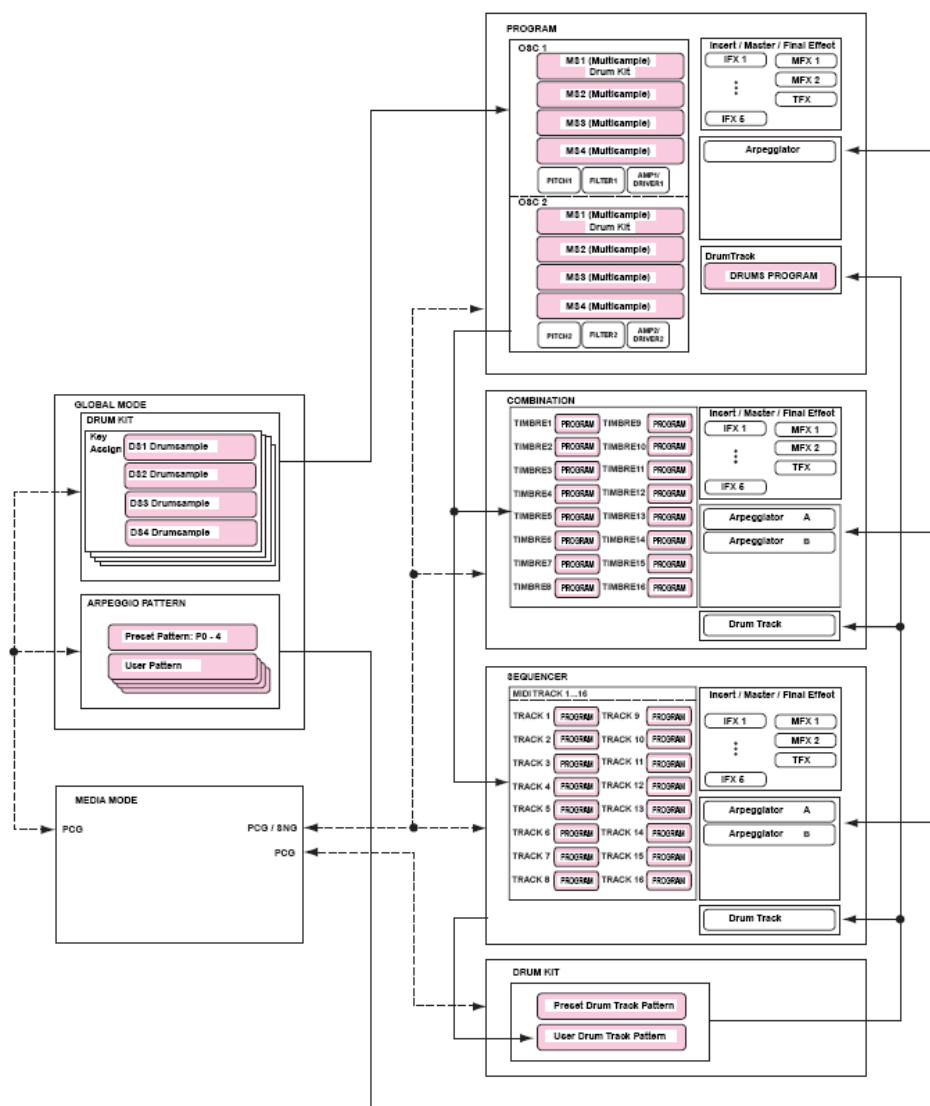 PROGRAM
OSC 1
MS1 (Multisample)
Drum Kit
MS2 (Multisample)
MS3 (Multisample)
MS4 (Multisample)
PITCH1 FILTER1 AMP1/
DRIVER1
OSC 2
MS1 (Multisample)
Drum Kit
MS2 (Multisample)
MS3 (Multisample)
MS4 (Multisample)
PITCH2 FILTER2 AMP2/
DRIVER2
Insert / Master / Final Effect
IFX 1 MFX 1
MFX 2
TFX
IFX 5
Arpeggiator
DrumTrack
DRUMS PROGRAM
GLOBAL MODE
DRUM KIT
Key
Assign
DS1 Drumsample
DS2 Drumsample
DS3 Drumsample
DS4 Drumsample
ARPEGGIO PATTERN
Preset Pattern: P0 - 4
User Pattern
COMBINATION
TIMBRE1 PROGRAM TIMBRE9 PROGRAM
TIMBRE2 PROGRAM TIMBRE10 PROGRAM
TIMBRE3 PROGRAM TIMBRE11 PROGRAM
TIMBRE4 PROGRAM TIMBRE12 PROGRAM
TIMBRE5 PROGRAM TIMBRE13 PROGRAM
TIMBRE6 PROGRAM TIMBRE14 PROGRAM
TIMBRE7 PROGRAM TIMBRE15 PROGRAM
TIMBRE8 PROGRAM TIMBRE16 PROGRAM
Insert / Master / Final Effect
IFX 1 MFX 1
MFX 2
TFX
IFX 5
Arpeggiator A
Arpeggiator B
Drum Track
MEDIA MODE
PCG
PCG / SNG
PCG
SEQUENCER
MIDI TRACK 1...16
TRACK 1 PROGRAM TRACK 9 PROGRAM
TRACK 2 PROGRAM TRACK 10 PROGRAM
TRACK 3 PROGRAM TRACK 11 PROGRAM
TRACK 4 PROGRAM TRACK 12 PROGRAM
TRACK 5 PROGRAM TRACK 13 PROGRAM
TRACK 6 PROGRAM TRACK 14 PROGRAM
TRACK 7 PROGRAM TRACK 15 PROGRAM
TRACK 8 PROGRAM TRACK 16 PROGRAM
Insert / Master / Final Effect
IFX 1 MFX 1
MFX 2
TFX
IFX 5
Arpeggiator A
Arpeggiator B
Drum Track
DRUM KIT
Preset Drum Track Pattern
User Drum Track Pattern